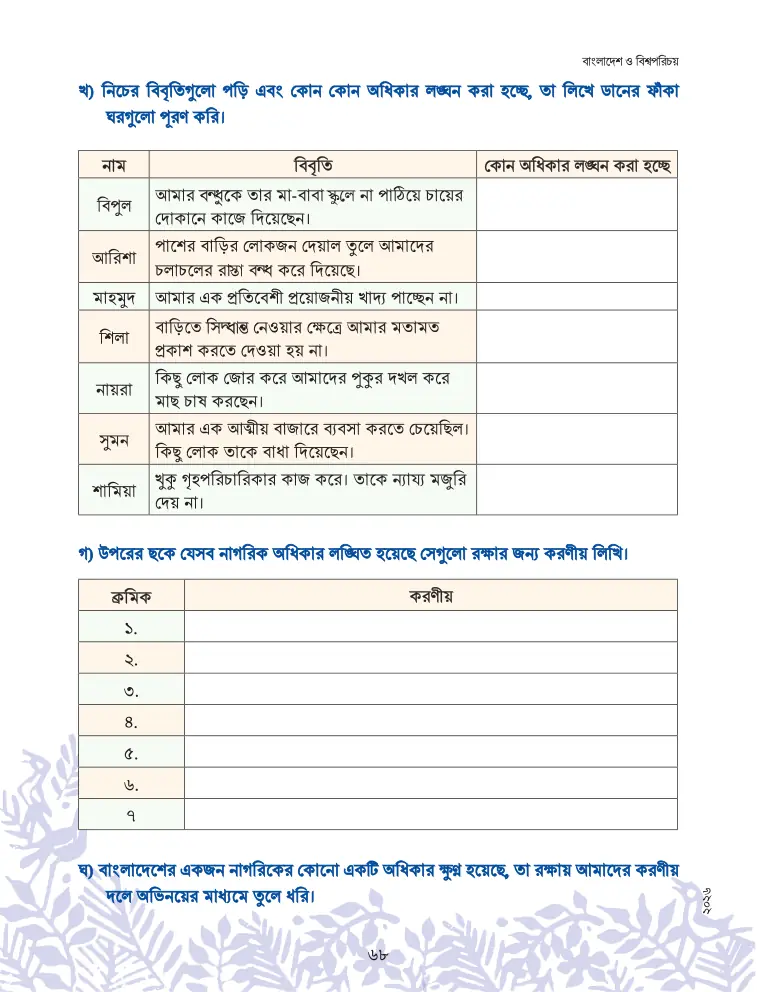 বাংলাদেশ ও বিশ্বপরিচয়
খ) নিচের বিবৃতিগুলো পড়ি এবং কোন কোন অধিকার লঙ্ঘন করা হচ্ছে, তা লিখে ডানের ফাঁকা
ঘরগুলো পূরণ করি।
নাম বিবৃতি কোন অধিকার লঙ্ঘন করা হচ্ছে
বিপুল
আমার বন্ধুকে তার মা-বাবা স্কুলে না পাঠিয়ে চায়ের
দোকানে কাজে দিয়েছেন।
আরিশা
পাশের বাড়ির লোকজন দেয়াল তুলে আমাদের
চলাচলের রাস্তা বন্ধ করে দিয়েছে।
মাহমুদ আমার এক প্রতিবেশী প্রয়োজনীয় খাদ্য পাচ্ছেন না।
শিলা
বাড়িতে সিদ্ধান্ত নেওয়ার ক্ষেত্রে আমার মতামত
প্রকাশ করতে দেওয়া হয় না।
নায়রা
কিছু লোক জোর করে আমাদের পুকুর দখল করে
মাছ চাষ করছেন।
সুমন
আমার এক আত্মীয় বাজারে ব্যবসা করতে চেয়েছিল।
কিছু লোক তাকে বাধা দিয়েছেন।
শামিয়া
খুকু গৃহপরিচারিকার কাজ করে। তাকে ন্যায্য মজুরি
দেয় না।
গ) উপরের ছকে যেসব নাগরিক অধিকার লঙ্ঘিত হয়েছে সেগুলো রক্ষার জন্য করণীয় লিখি।
ক্রমিক করণীয়
১.
২.
৩.
৪.
৫.
৬.
৭
ঘ) বাংলাদেশের একজন নাগরিকের কোনো একটি অধিকার ক্ষুণ্ন হয়েছে, তা রক্ষায় আমাদের করণীয়
দলে অভিনয়ের মাধ্যমে তুলে ধরি।
২০২৬
৬৮